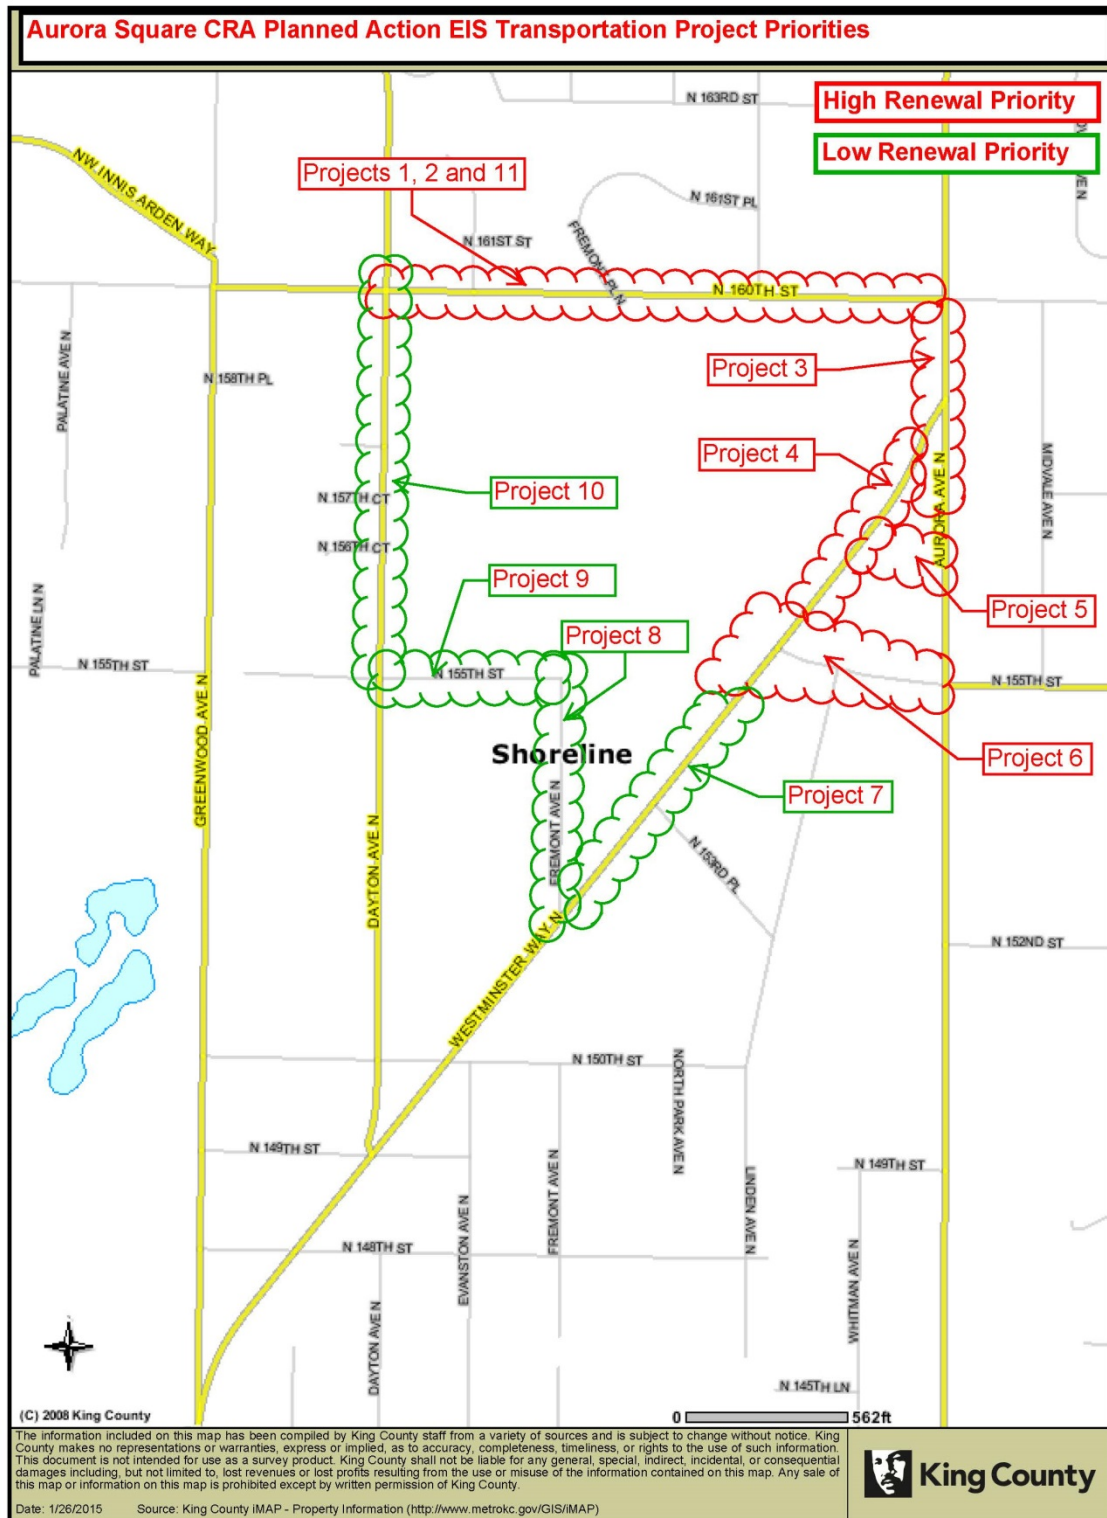 Aurora Square CRA Planned Action EIS Transportation Project Priorities
N 163RD ST
High Renewal Priority
Low Renewal Priority
NW INNIS ARDEN WAY
Projects 1, 2 and 11
N 161ST PL
N 161ST ST
FREMONT PL N
N 160TH ST
PALATINE AVE N
N 158TH PL
Project 3
Project 4
MIDVALE AVE N
AURORA AVE N
N 157TH CT
Project 10
N 156TH CT
Project 9
Project 5
PALATINE LN N
Project 8
N 155TH ST
N 155TH ST
N 155TH ST
GREENWOOD AVE N
Shoreline
Project 6
Project 7
FREMONT AVE N
DAYTON AVE N
N 153RD PL
WESTMINSTER WAY N
N 152ND ST
N 150TH ST
NORTH PARK AVE N
N 149TH ST
N 149TH ST
FREMONT AVE N
LINDEN AVE N
EVANSTON AVE N
N 148TH ST
WHITMAN AVE N
DAYTON AVE N
N 145TH LN
(C) 2008 King County
0 562ft
The information included on this map has been compiled by King County staff from a variety of sources and is subject to change without notice. King
County makes no representations or warranties, express or implied, as to accuracy, completeness, timeliness, or rights to the use of such information.
This document is not intended for use as a survey product. King County shall not be liable for any general, special, indirect, incidental, or consequential
damages including, but not limited to, lost revenues or lost profits resulting from the use or misuse of the information contained on this map. Any sale of
this map or information on this map is prohibited except by written permission of King County.
King County
Date: 1/26/2015 Source: King County iMAP - Property Information (http://www.metrokc.gov/GIS/iMAP)